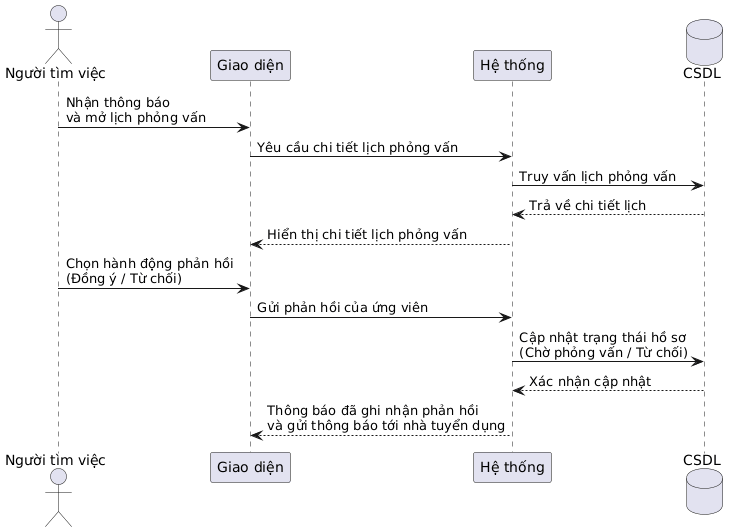 Người tìm việc
Giao diện
Hệ thống
CSDL
Nhận thông báo
và mở lịch phỏng vấn
Yêu cầu chi tiết lịch phỏng vấn
Truy vấn lịch phỏng vấn
Trả về chi tiết lịch
Hiển thị chi tiết lịch phỏng vấn
Chọn hành động phản hồi
(Đồng ý / Từ chối)
Gửi phản hồi của ứng viên
Cập nhật trạng thái hồ sơ
(Chờ phỏng vấn / Từ chối)
Xác nhận cập nhật
Thông báo đã ghi nhận phản hồi
và gửi thông báo tới nhà tuyển dụng
Người tìm việc
Giao diện
Hệ thống
CSDL